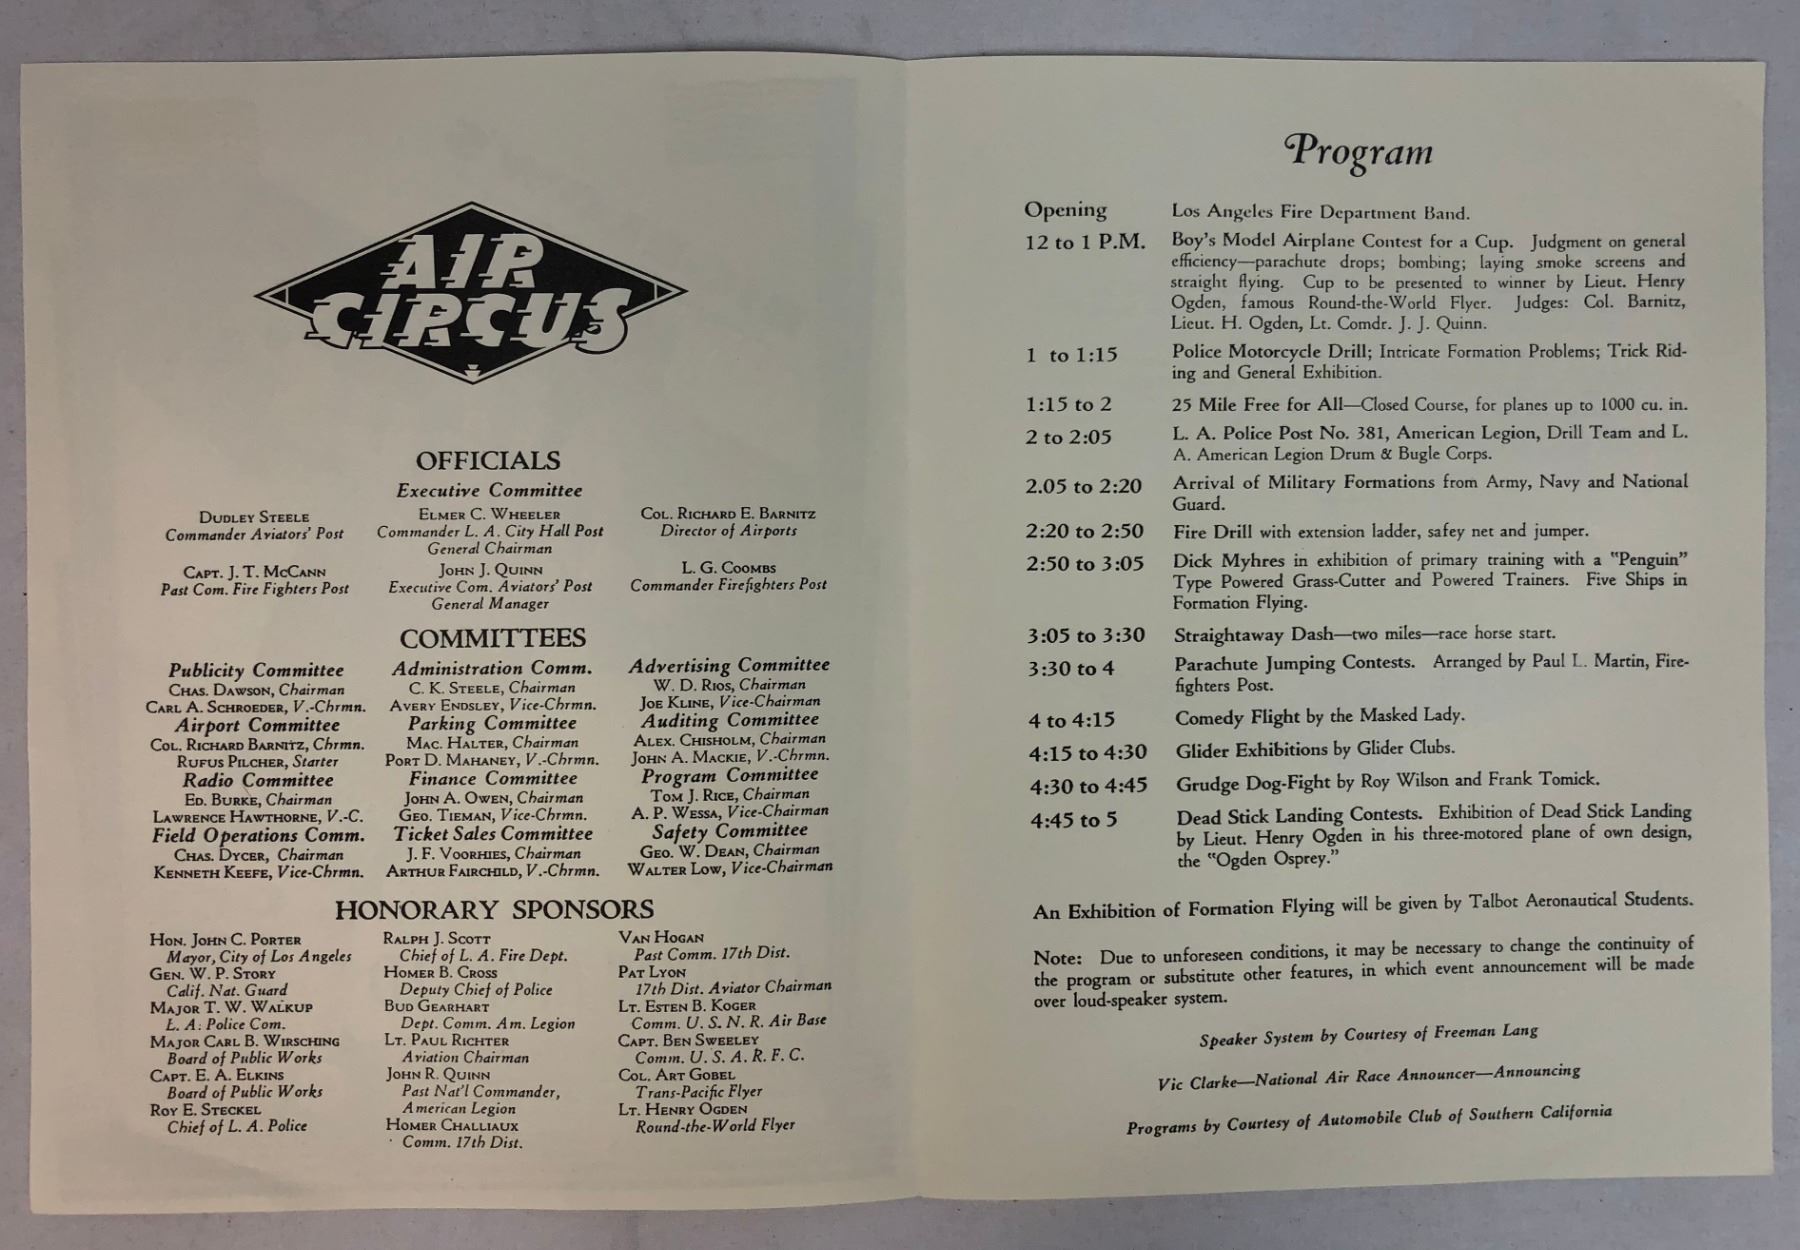 AIR
CIRCUS
OFFICIALS
Executive Committee
DUDLEY STEELE
Commander Aviators' Post
ELMER C. WHEELER
Commander L. A. City Hall Post
General Chairman
COL. RICHARD E. BARNITZ
Director of Airports
CAPT. J. T. MCCANN
Past Com. Fire Fighters Post
JOHN J. QUINN
Executive Com. Aviators' Post
General Manager
L. G. COOMBS
Commander Firefighters Post
COMMITTEES
Publicity Committee
CHAS. DAWSON, Chairman
CARL A. SCHROEDER, V.-Chrmn.
Airport Committee
COL. RICHARD BARNITZ, Chrmn.
RUFUS PILCHER, Starter
Radio Committee
ED. BURKE, Chairman
LAWRENCE HAWTHORNE, V.-C.
Field Operations Comm.
CHAS. DYCER, Chairman
KENNETH KEEFE, Vice-Chrmn.
Administration Comm.
C. K. STEELE, Chairman
AVERY ENDSLEY, Vice-Chrmn.
Parking Committee
MAC. HALTER, Chairman
PORT D. MAHANEY, V.-Chrmn.
Finance Committee
JOHN A. OWEN, Chairman
GEO. TIEMAN, Vice-Chrmn.
Ticket Sales Committee
J. F. VOORHIES, Chairman
ARTHUR FAIRCHILD, V.-Chrmn.
Advertising Committee
W. D. RIOS, Chairman
JOE KLINE, Vice-Chairman
Auditing Committee
ALEX. CHISHOLM, Chairman
JOHN A. MACKIE, V.-Chrmn.
Program Committee
TOM J. RICE, Chairman
A. P. WESSA, Vice-Chairman
Safety Committee
GEO. W. DEAN, Chairman
WALTER LOW, Vice-Chairman
HONORARY SPONSORS
HON. JOHN C. PORTER
Mayor, City of Los Angeles
GEN. W. P. STORY
Calif. Nat. Guard
MAJOR T. W. WALKUP
L. A. Police Com.
MAJOR CARL B. WIRSCHING
Board of Public Works
CAPT. E. A. ELKINS
Board of Public Works
ROY E. STECKEL
Chief of L. A. Police
RALPH J. SCOTT
Chief of L. A. Fire Dept.
HOMER B. CROSS
Deputy Chief of Police
BUD GEARHART
Dept. Comm. Am. Legion
LT. PAUL RICHTER
Aviation Chairman
JOHN R. QUINN
Past Nat'l Commander,
American Legion
HOMER CHALLIAUX
Comm. 17th Dist.
VAN HOGAN
Past Comm. 17th Dist.
PAT LYON
17th Dist. Aviator Chairman
LT. ESTEN B. KOGER
Comm. U. S. N. R. Air Base
CAPT. BEN SWEELEY
Comm. U. S. A. R. F. C.
COL. ART GOBEL
Trans-Pacific Flyer
LT. HENRY OGDEN
Round-the-World Flyer
Program
Opening Los Angeles Fire Department Band.
12 to 1 P.M. Boy's Model Airplane Contest for a Cup. Judgment on general
efficiency—parachute drops; bombing; laying smoke screens and
straight flying. Cup to be presented to winner by Lieut. Henry
Ogden, famous Round-the-World Flyer. Judges: Col. Barnitz,
Lieut. H. Ogden, Lt. Comdr. J. J. Quinn.
1 to 1:15 Police Motorcycle Drill; Intricate Formation Problems; Trick Rid-
ing and General Exhibition.
1:15 to 2 25 Mile Free for All—Closed Course, for planes up to 1000 cu. in.
2 to 2:05 L. A. Police Post No. 381, American Legion, Drill Team and L.
A. American Legion Drum & Bugle Corps.
2.05 to 2:20 Arrival of Military Formations from Army, Navy and National
Guard.
2:20 to 2:50 Fire Drill with extension ladder, safey net and jumper.
2:50 to 3:05 Dick Myhres in exhibition of primary training with a "Penguin"
Type Powered Grass-Cutter and Powered Trainers. Five Ships in
Formation Flying.
3:05 to 3:30 Straightaway Dash—two miles—race horse start.
3:30 to 4 Parachute Jumping Contests. Arranged by Paul L. Martin, Fire-
fighters Post.
4 to 4:15 Comedy Flight by the Masked Lady.
4:15 to 4:30 Glider Exhibitions by Glider Clubs.
4:30 to 4:45 Grudge Dog-Fight by Roy Wilson and Frank Tomick.
4:45 to 5 Dead Stick Landing Contests. Exhibition of Dead Stick Landing
by Lieut. Henry Ogden in his three-motored plane of own design,
the "Ogden Osprey."
An Exhibition of Formation Flying will be given by Talbot Aeronautical Students.
Note: Due to unforeseen conditions, it may be necessary to change the continuity of
the program or substitute other features, in which event announcement will be made
over loud-speaker system.
Speaker System by Courtesy of Freeman Lang
Vic Clarke—National Air Race Announcer—Announcing
Programs by Courtesy of Automobile Club of Southern California